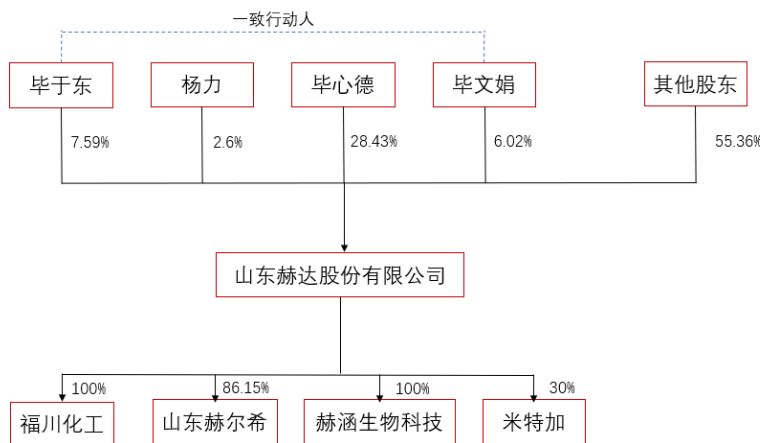 一致行动人
毕于东
杨力
毕心德
毕文娟
其他股东
7.59%
2.6%
28.43%
6.02%
55.36%
山东赫达股份有限公司
100%
86.15%
100%
30%
福川化工
山东赫尔希
赫涵生物科技
米特加